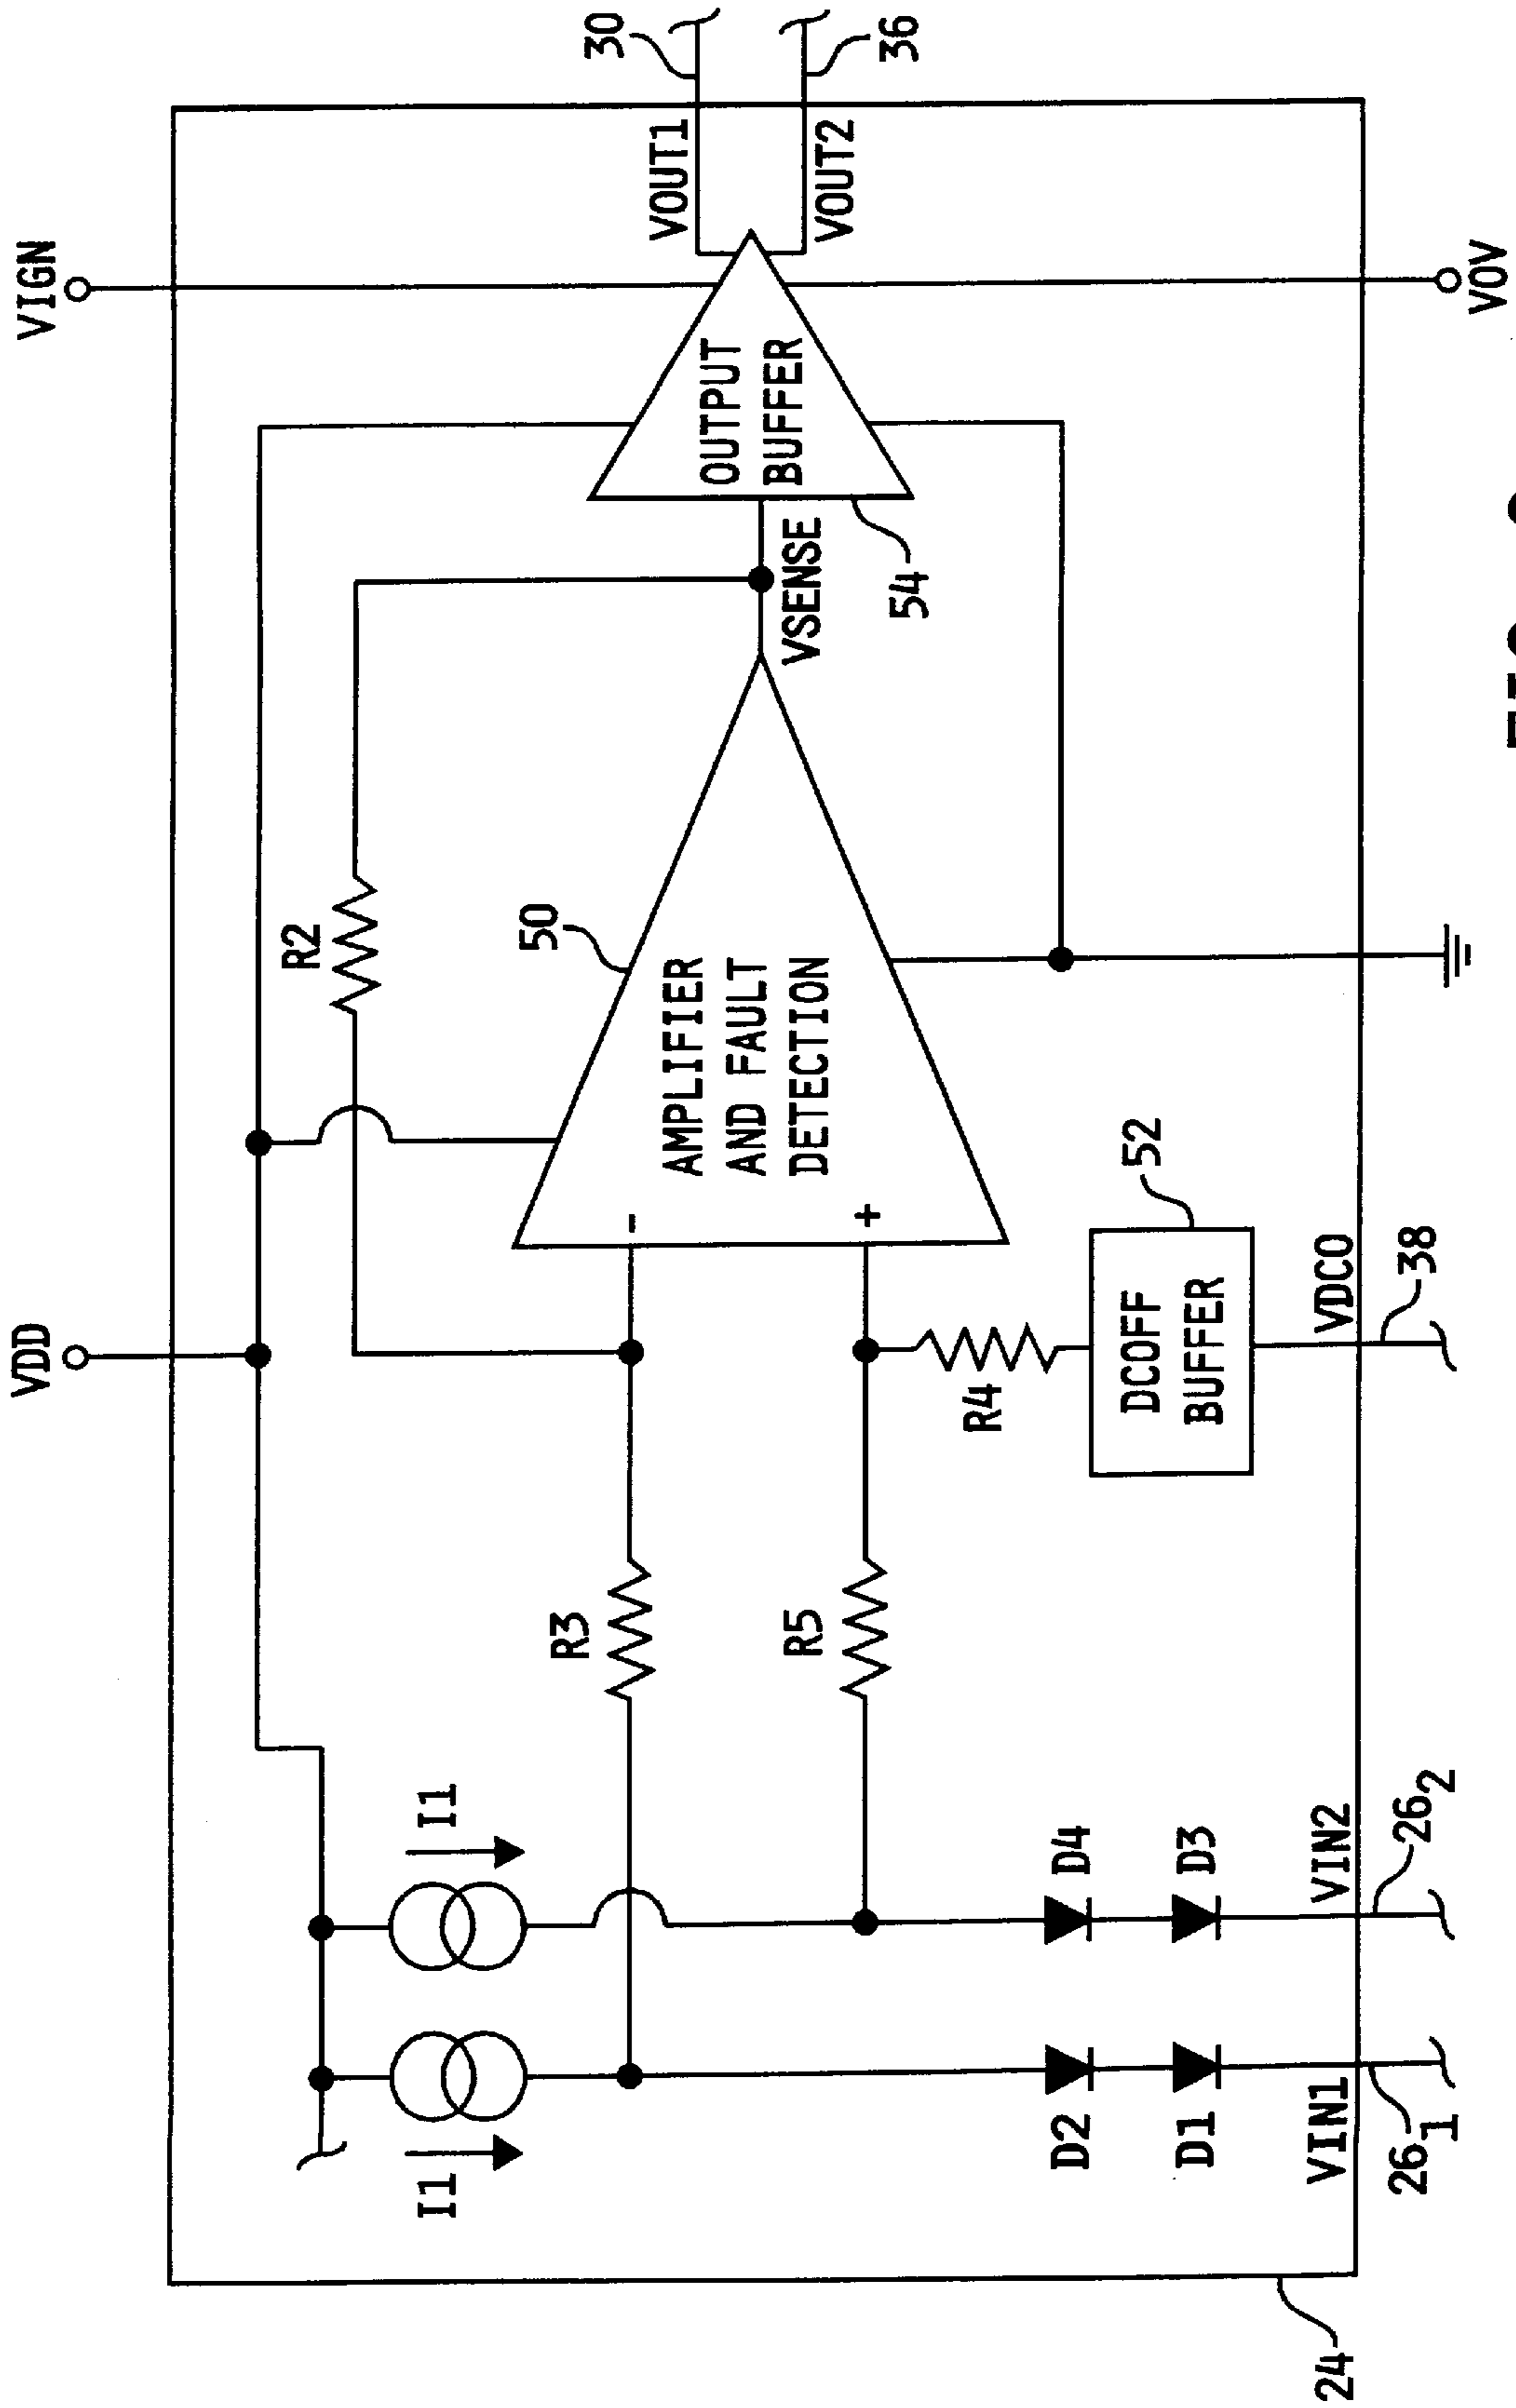 VIGN
VDD
30
36
VOUT1
VOUT2
R2
OUTPUT
BUFFER
50
AMPLIFIER
AND FAULT
DETECTION
-
+
VSENSE
54
I1
I1
R3
R5
R4
52
DCOFF
BUFFER
D4
D3
D2
D1
VIN1
VIN2
VDCO
26 1
26 2
38
VOV
24